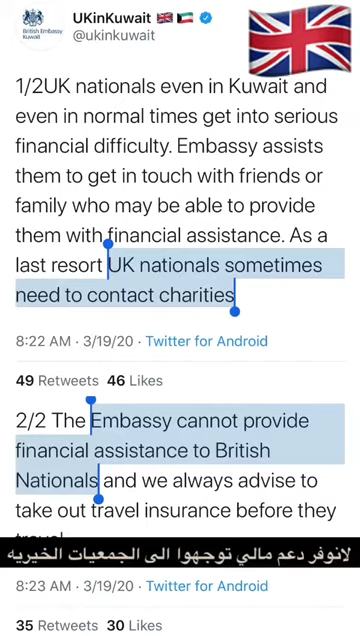 British Embassy
Kuwait
UKinKuwait 🇬🇧 🇰🇼
@ukinkuwait
1/2UK nationals even in Kuwait and
even in normal times get into serious
financial difficulty. Embassy assists
them to get in touch with friends or
family who may be able to provide
them with financial assistance. As a
last resort UK nationals sometimes
need to contact charities
8:22 AM · 3/19/20 · Twitter for Android
49 Retweets 46 Likes
2/2 The Embassy cannot provide
financial assistance to British
Nationals and we always advise to
take out travel insurance before they
لانوفر دعم مالي توجهوا الى الجمعيات الخيريه
8:23 AM · 3/19/20 · Twitter for Android
35 Retweets 30 Likes